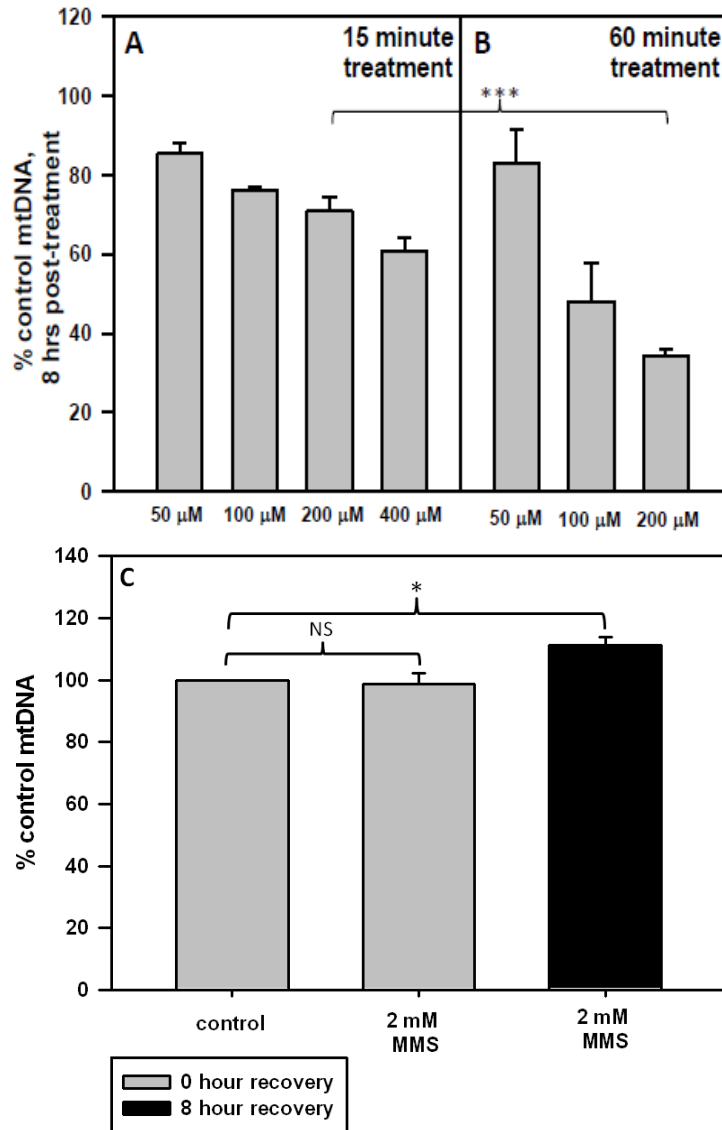 A
15 minute
treatment
B
60 minute
treatment
***
% control mtDNA,
8 hrs post-treatment
120
100
80
60
40
20
0
50 µM 100 µM 200 µM 400 µM 50 µM 100 µM 200 µM
C
*
NS
% control mtDNA
140
120
100
80
60
40
20
0
control
2 mM
MMS
2 mM
MMS
0 hour recovery
8 hour recovery